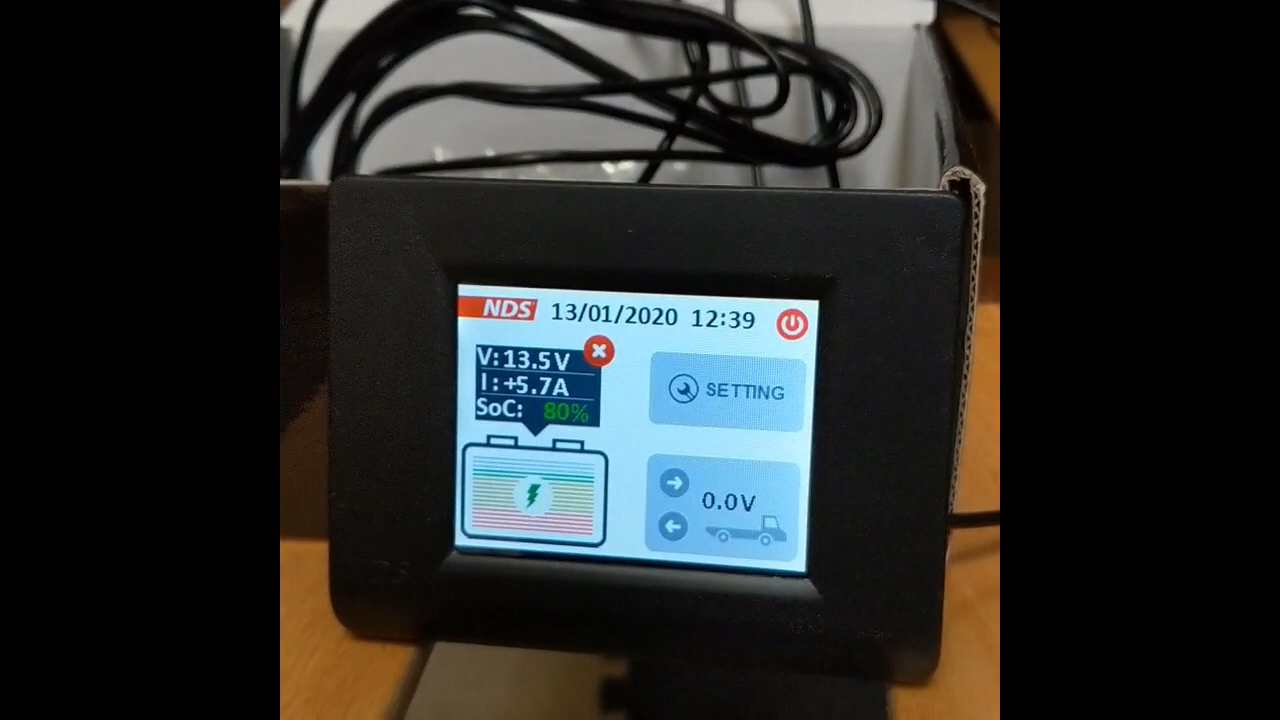 NDS 13/01/2020 12:39
V: 13.5V
I: +5.7A
SoC: 80%
SETTING
0.0V